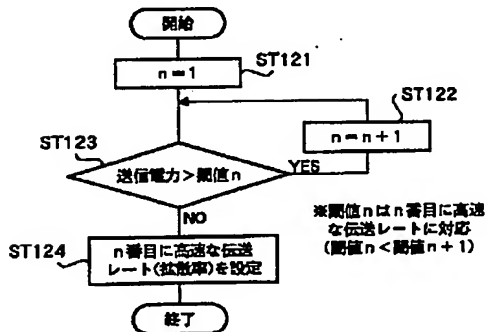 開始
n=1
ST121
ST122
n=n+1
ST123
送信電力>閾値n
YES
NO
※閾値nはn番目に高速
な伝送レートに対応
(閾値n<閾値n+1)
ST124
n番目に高速な伝送
レート(拡散率)を設定
終了